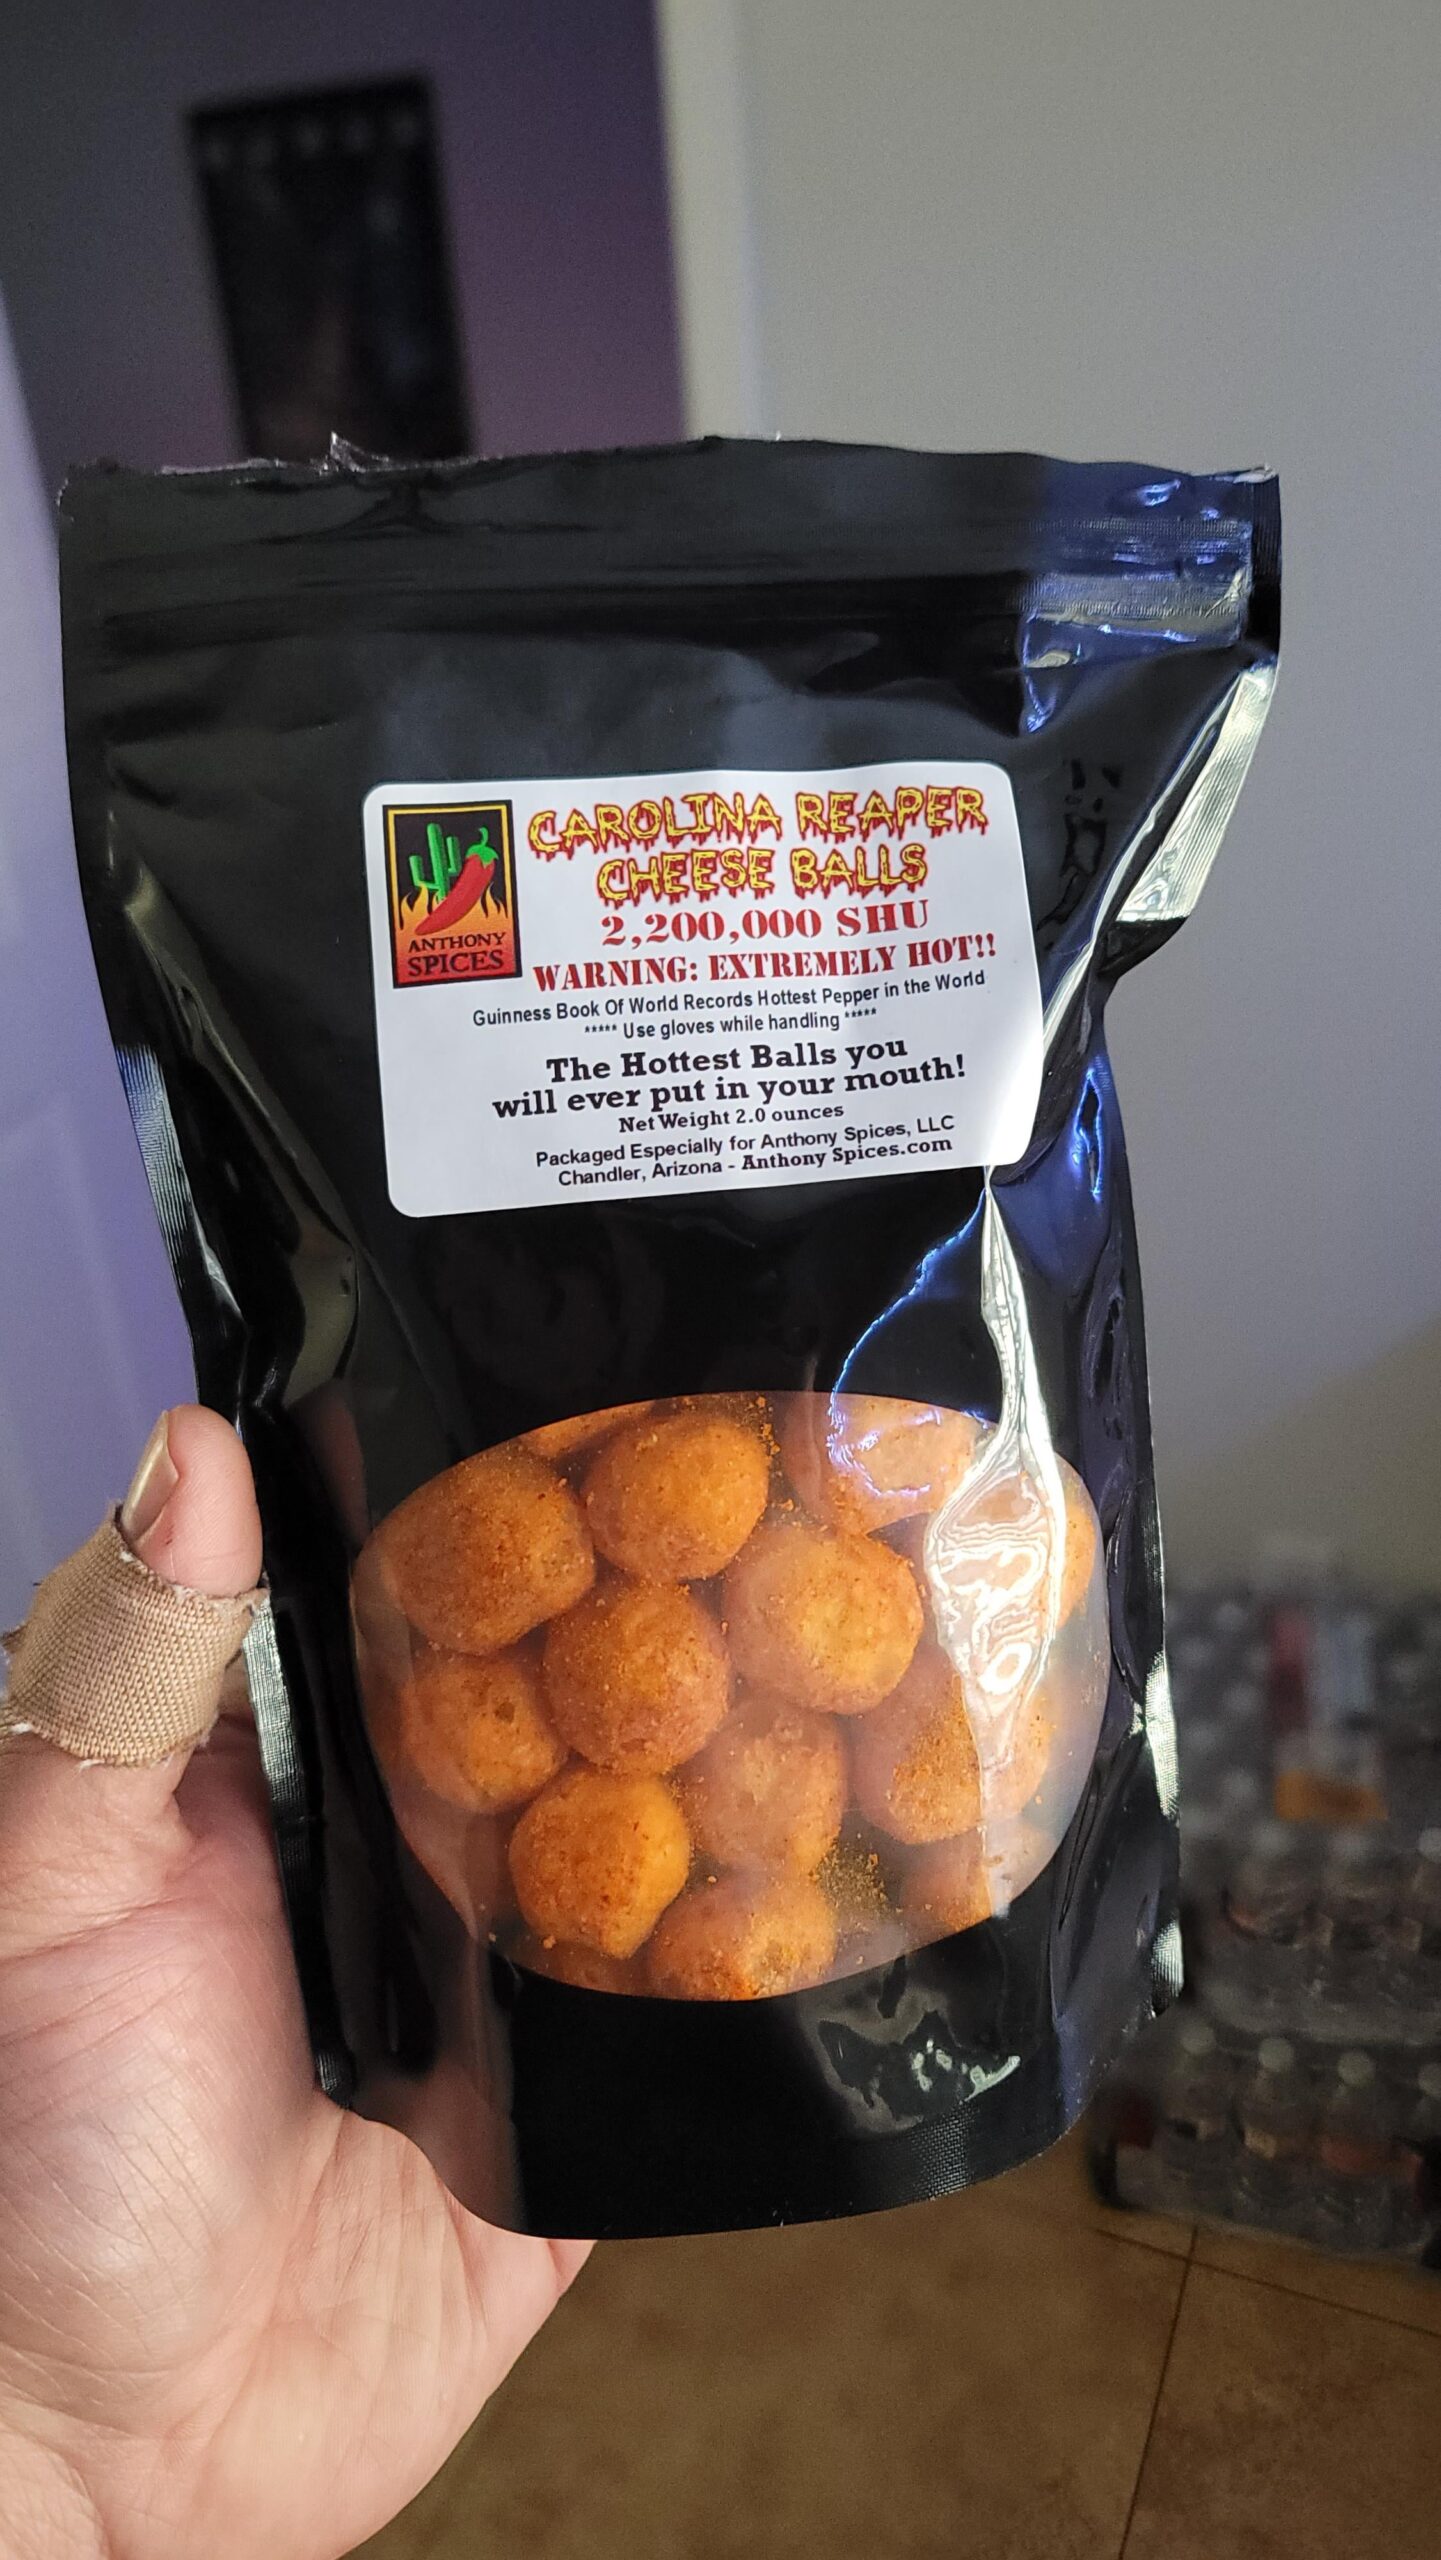 ANTHONY
SPICES
CAROLINA REAPER
CHEESE BALLS
2,200,000 SHU
WARNING: EXTREMELY HOT!!
Guinness Book Of World Records Hottest Pepper in the World
***** Use gloves while handling *****
The Hottest Balls you
will ever put in your mouth!
Net Weight 2.0 ounces
Packaged Especially for Anthony Spices, LLC
Chandler, Arizona - Anthony Spices.com